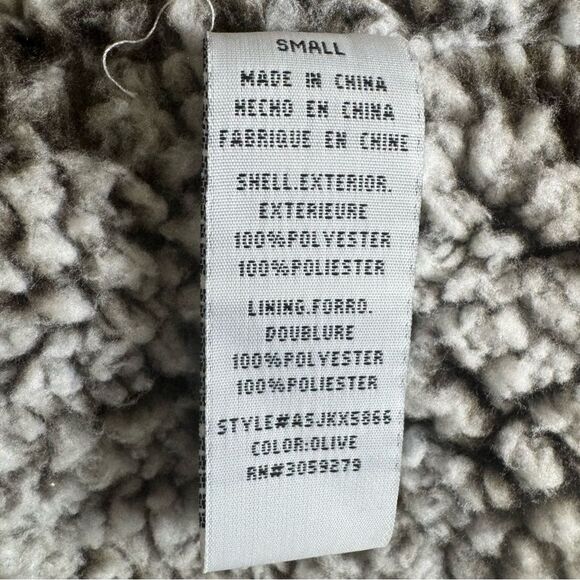 SMALL
MADE IN CHINA
HECHO EN CHINA
FABRIQUE EN CHINE
SHELL.EXTERIOR.
EXTERIEURE
100%POLYESTER
100%POLIESTER
LINING.FORRO.
DOUBLURE
100%POLYESTER
100%POLIESTER
STYLE#ASJKX5866
COLOR:OLIVE
RN#3059279